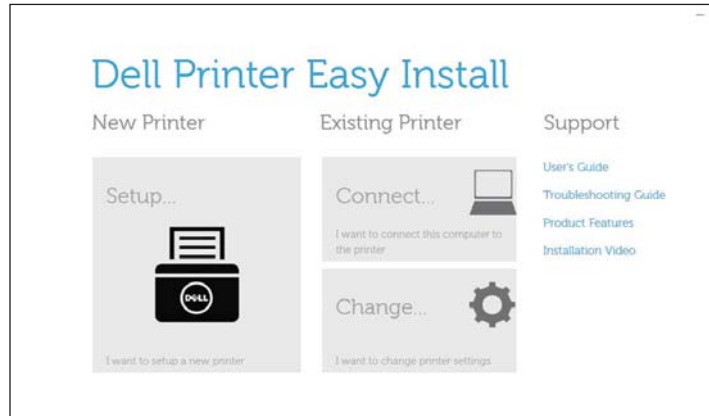 Dell Printer Easy Install
New Printer
Existing Printer
Support
Setup...
DELL
I want to setup a new printer
Connect...
I want to connect this computer to
the printer
Change...
I want to change printer settings
User's Guide
Troubleshooting Guide
Product Features
Installation Video